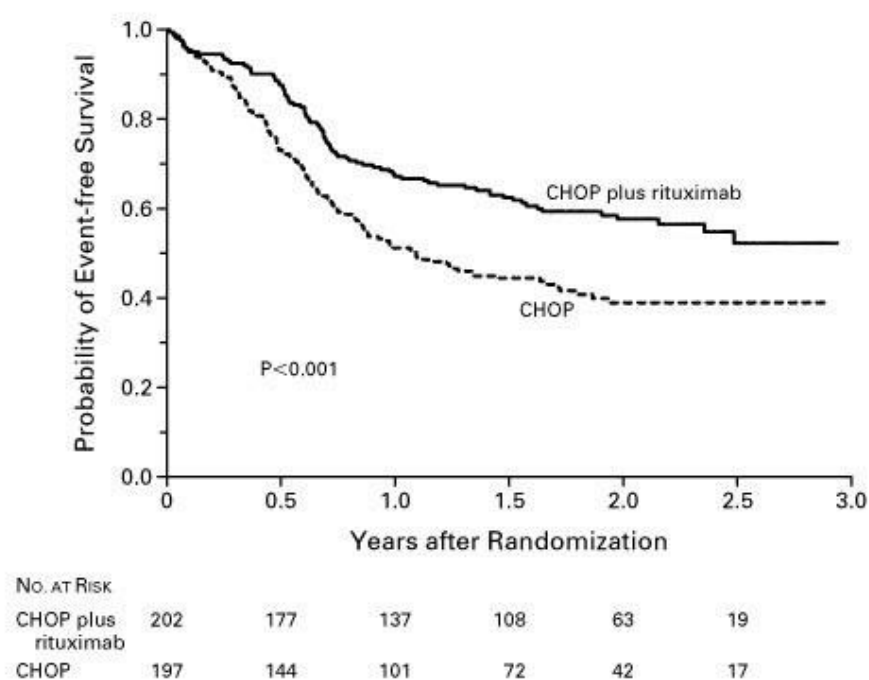 Probability of Event-free Survival
1.0
0.8
0.6
0.4
0.2
0.0
CHOP plus rituximab
CHOP
P<0.001
0 0.5 1.0 1.5 2.0 2.5 3.0
Years after Randomization
NO. AT RISK
CHOP plus 202 177 137 108 63 19
rituximab
CHOP 197 144 101 72 42 17